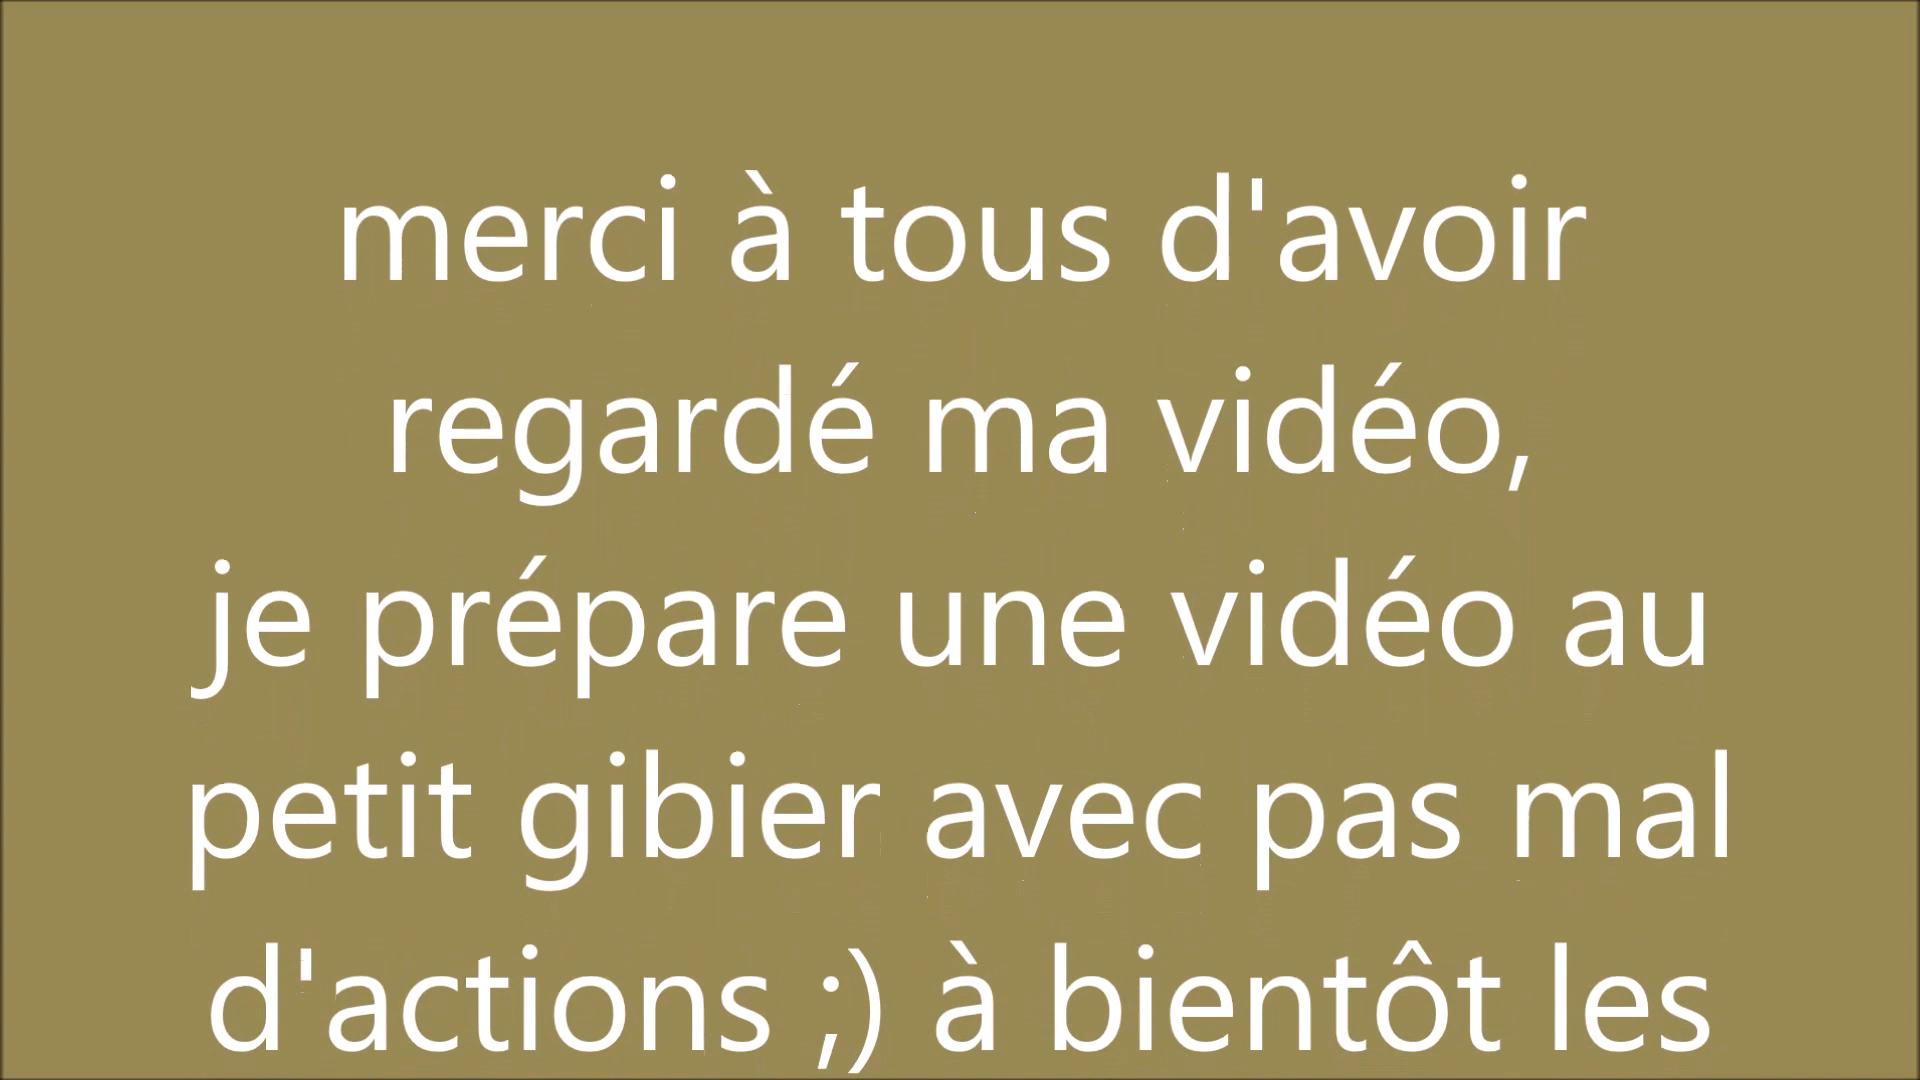 merci à tous d'avoir
regardé ma vidéo,
je prépare une vidéo au
petit gibier avec pas mal
d'actions ;) à bientôt les